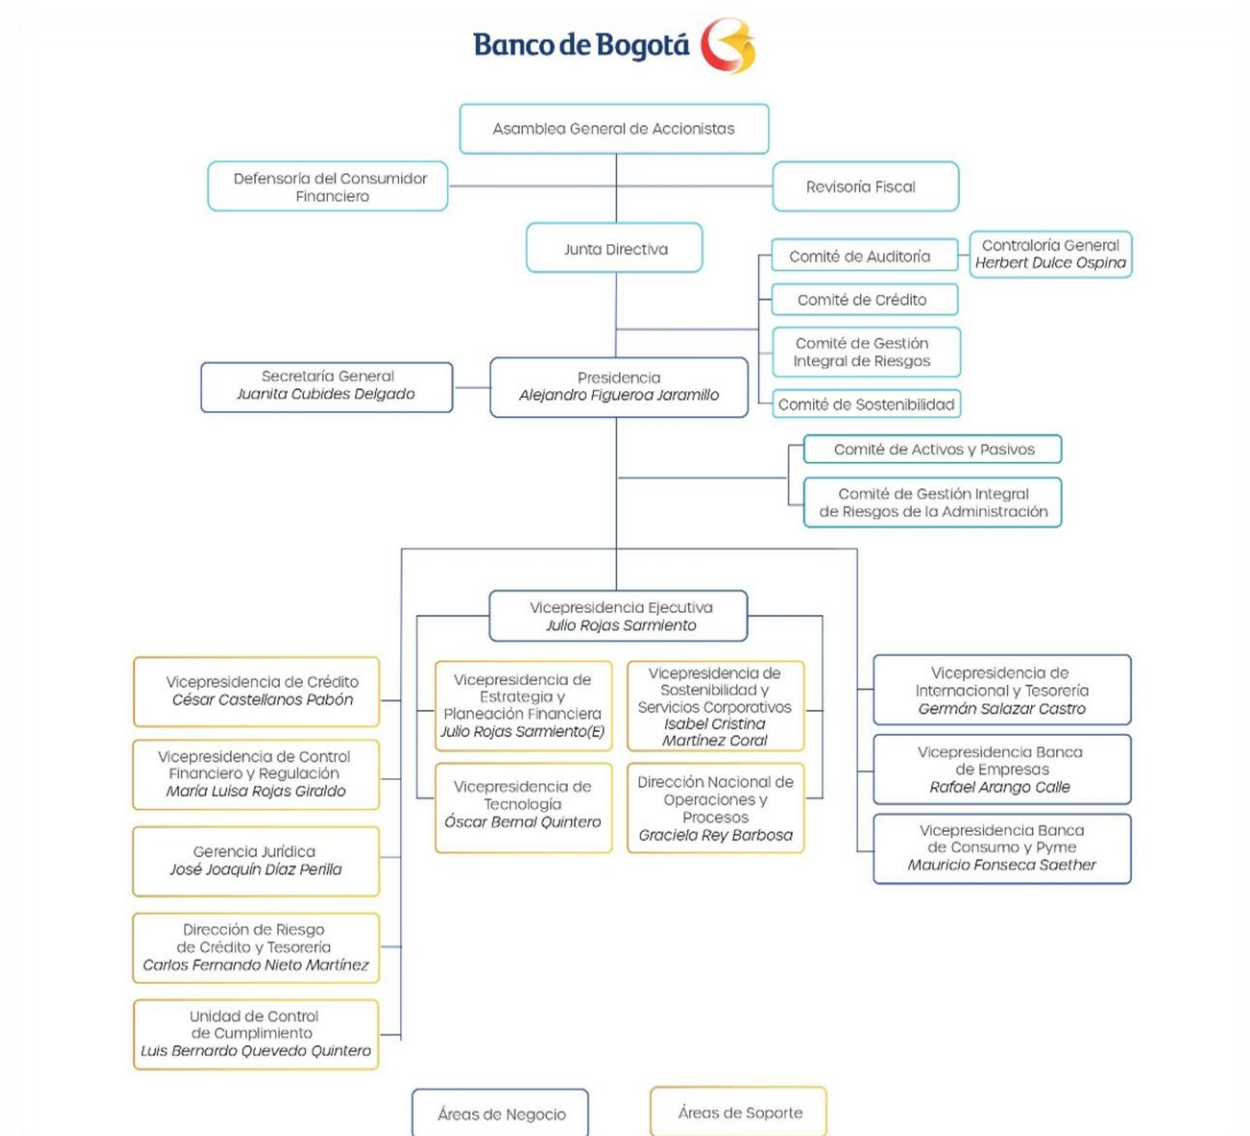 Banco de Bogotá
Asamblea General de Accionistas
Defensoría del Consumidor
Financiero
Revisoría Fiscal
Junta Directiva
Comité de Auditoría
Contraloría General
Herbert Dulce Ospina
Comité de Crédito
Comité de Gestión
Integral de Riesgos
Comité de Sostenibilidad
Secretaría General
Juanita Cubides Delgado
Presidencia
Alejandro Figueroa Jaramillo
Comité de Activos y Pasivos
Comité de Gestión Integral
de Riesgos de la Administración
Vicepresidencia Ejecutiva
Julio Rojas Sarmiento
Vicepresidencia de Crédito
César Castellanos Pabón
Vicepresidencia de Control
Financiero y Regulación
María Luisa Rojas Giraldo
Gerencia Jurídica
José Joaquín Díaz Perilla
Dirección de Riesgo
de Crédito y Tesorería
Carlos Fernando Nieto Martínez
Unidad de Control
de Cumplimiento
Luis Bernardo Quevedo Quintero
Vicepresidencia de
Estrategia y
Planeación Financiera
Julio Rojas Sarmiento(E)
Vicepresidencia de
Tecnología
Óscar Bernal Quintero
Vicepresidencia de
Sostenibilidad y
Servicios Corporativos
Isabel Cristina
Martínez Coral
Dirección Nacional de
Operaciones y
Procesos
Graciela Rey Barbosa
Vicepresidencia de
Internacional y Tesorería
Germán Salazar Castro
Vicepresidencia Banca
de Empresas
Rafael Arango Calle
Vicepresidencia Banca
de Consumo y Pyme
Mauricio Fonseca Saether
Áreas de Negocio
Áreas de Soporte